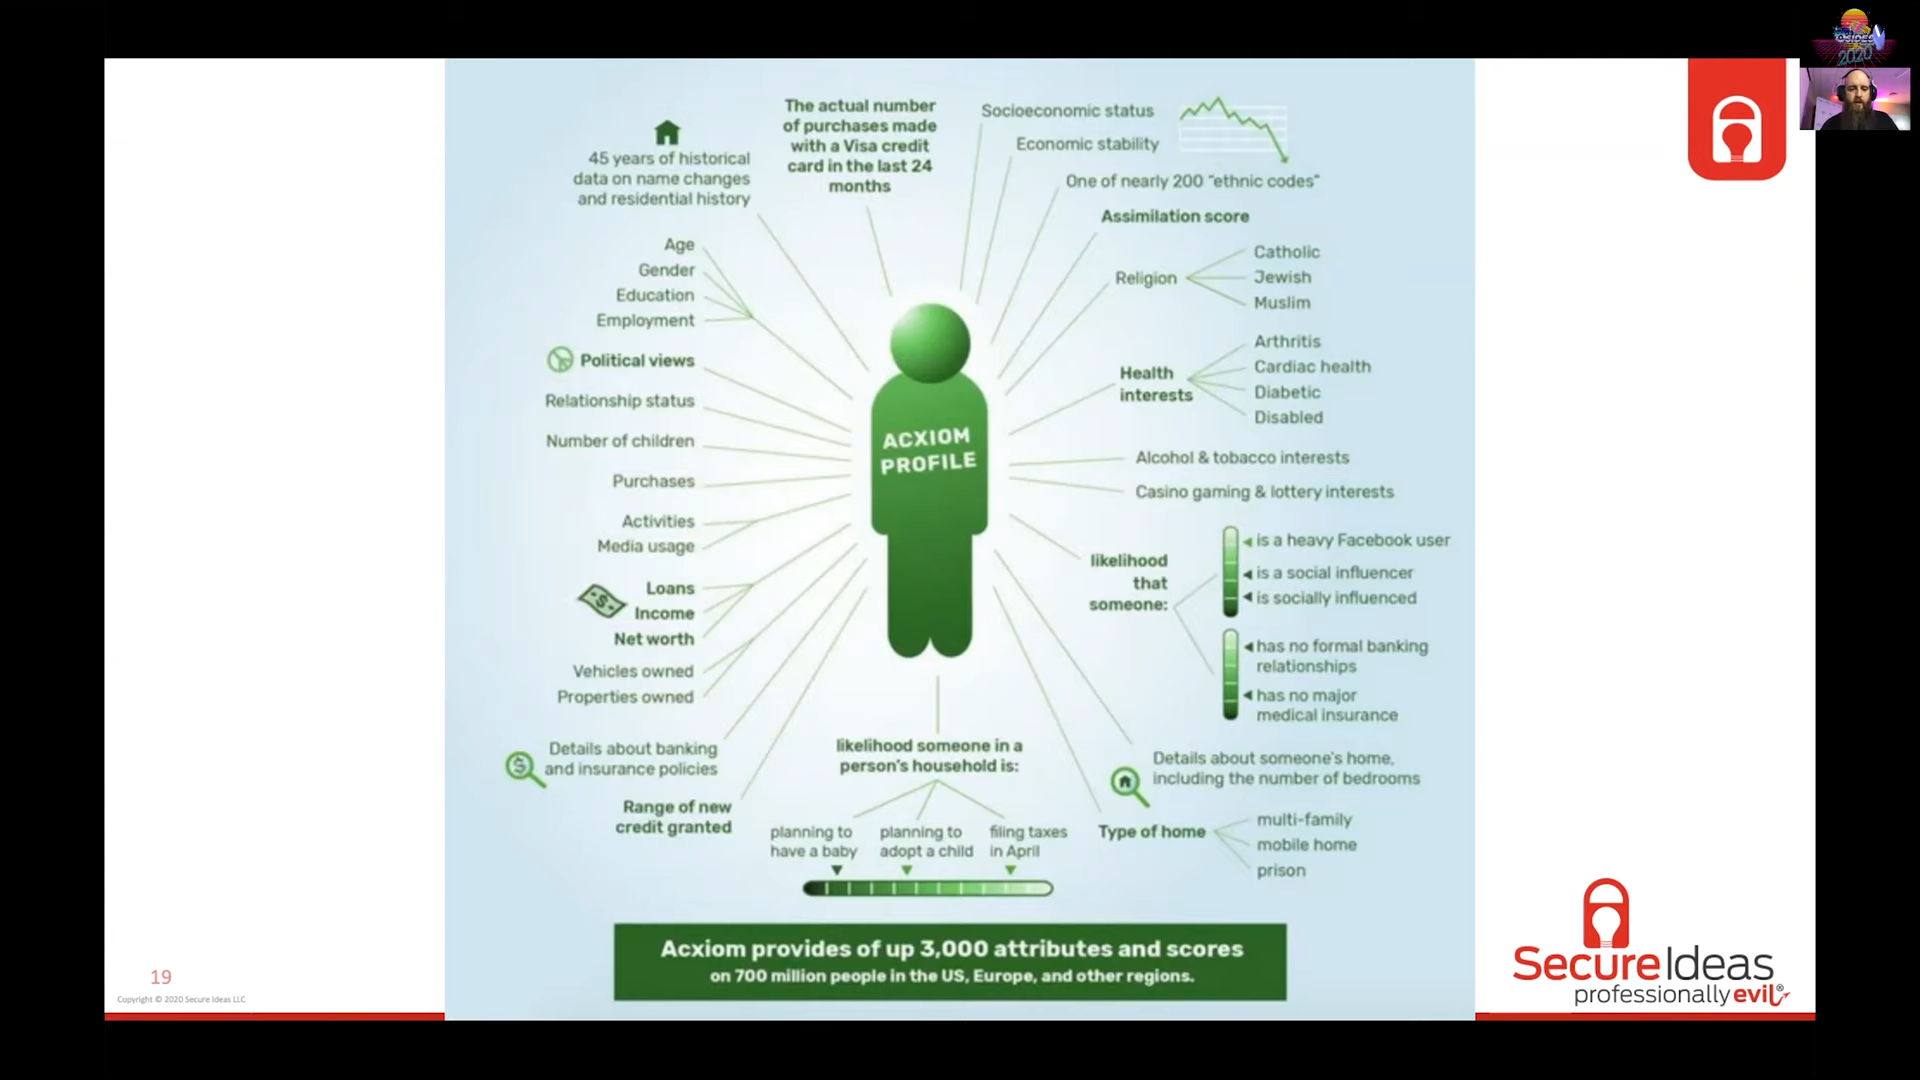 The actual number
of purchases made
with a Visa credit
card in the last 24
months
45 years of historical
data on name changes
and residential history
Age
Gender
Education
Employment
Political views
Relationship status
Number of children
Purchases
Activities
Media usage
Loans
Income
Net worth
Vehicles owned
Properties owned
Details about banking
and insurance policies
Range of new
credit granted
Socioeconomic status
Economic stability
One of nearly 200 "ethnic codes"
Assimilation score
Religion
Catholic
Jewish
Muslim
Health
interests
Arthritis
Cardiac health
Diabetic
Disabled
Alcohol & tobacco interests
Casino gaming & lottery interests
likelihood
that
someone:
is a heavy Facebook user
is a social influencer
is socially influenced
has no formal banking
relationships
has no major
medical insurance
Details about someone's home,
including the number of bedrooms
Type of home
multi-family
mobile home
prison
ACXIOM
PROFILE
likelihood someone in a
person's household is:
planning to
have a baby
planning to
adopt a child
filing taxes
in April
Acxiom provides of up 3,000 attributes and scores
on 700 million people in the US, Europe, and other regions.
19
Copyright © 2020 Secure Ideas LLC
SecureIdeas
professionallyevil®
2020